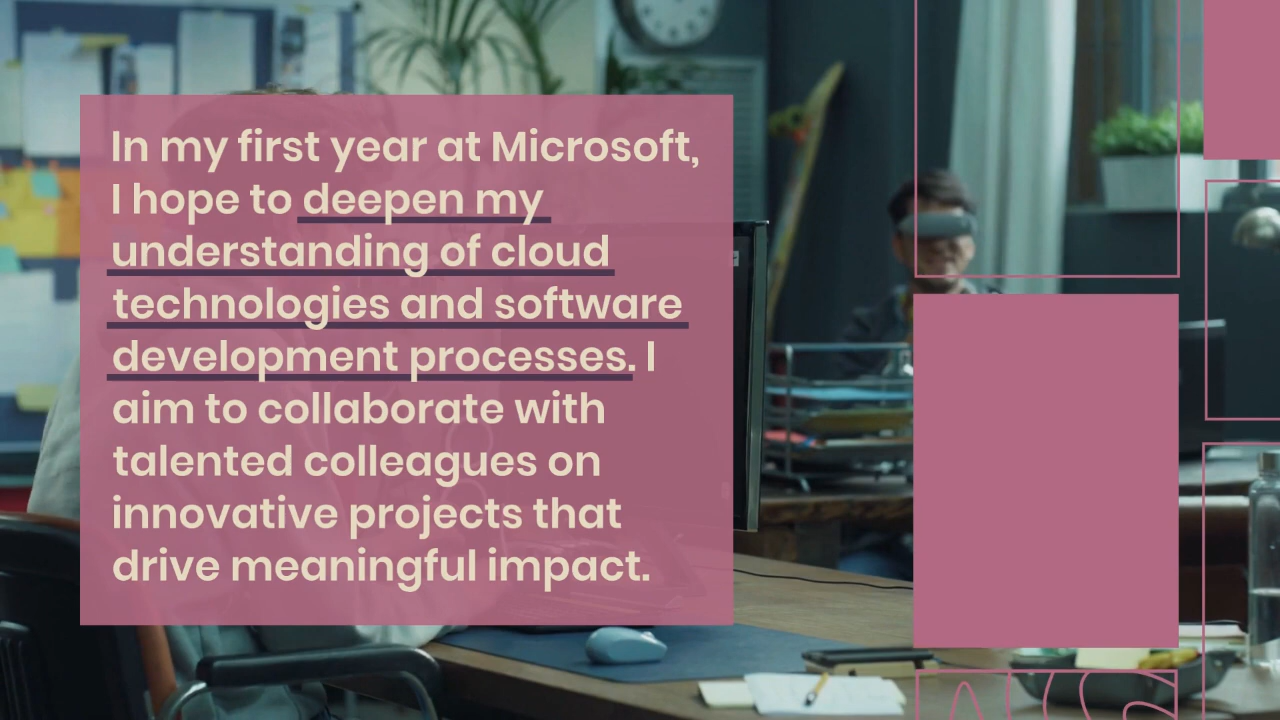 In my first year at Microsoft,
I hope to deepen my
understanding of cloud
technologies and software
development processes. I
aim to collaborate with
talented colleagues on
innovative projects that
drive meaningful impact.